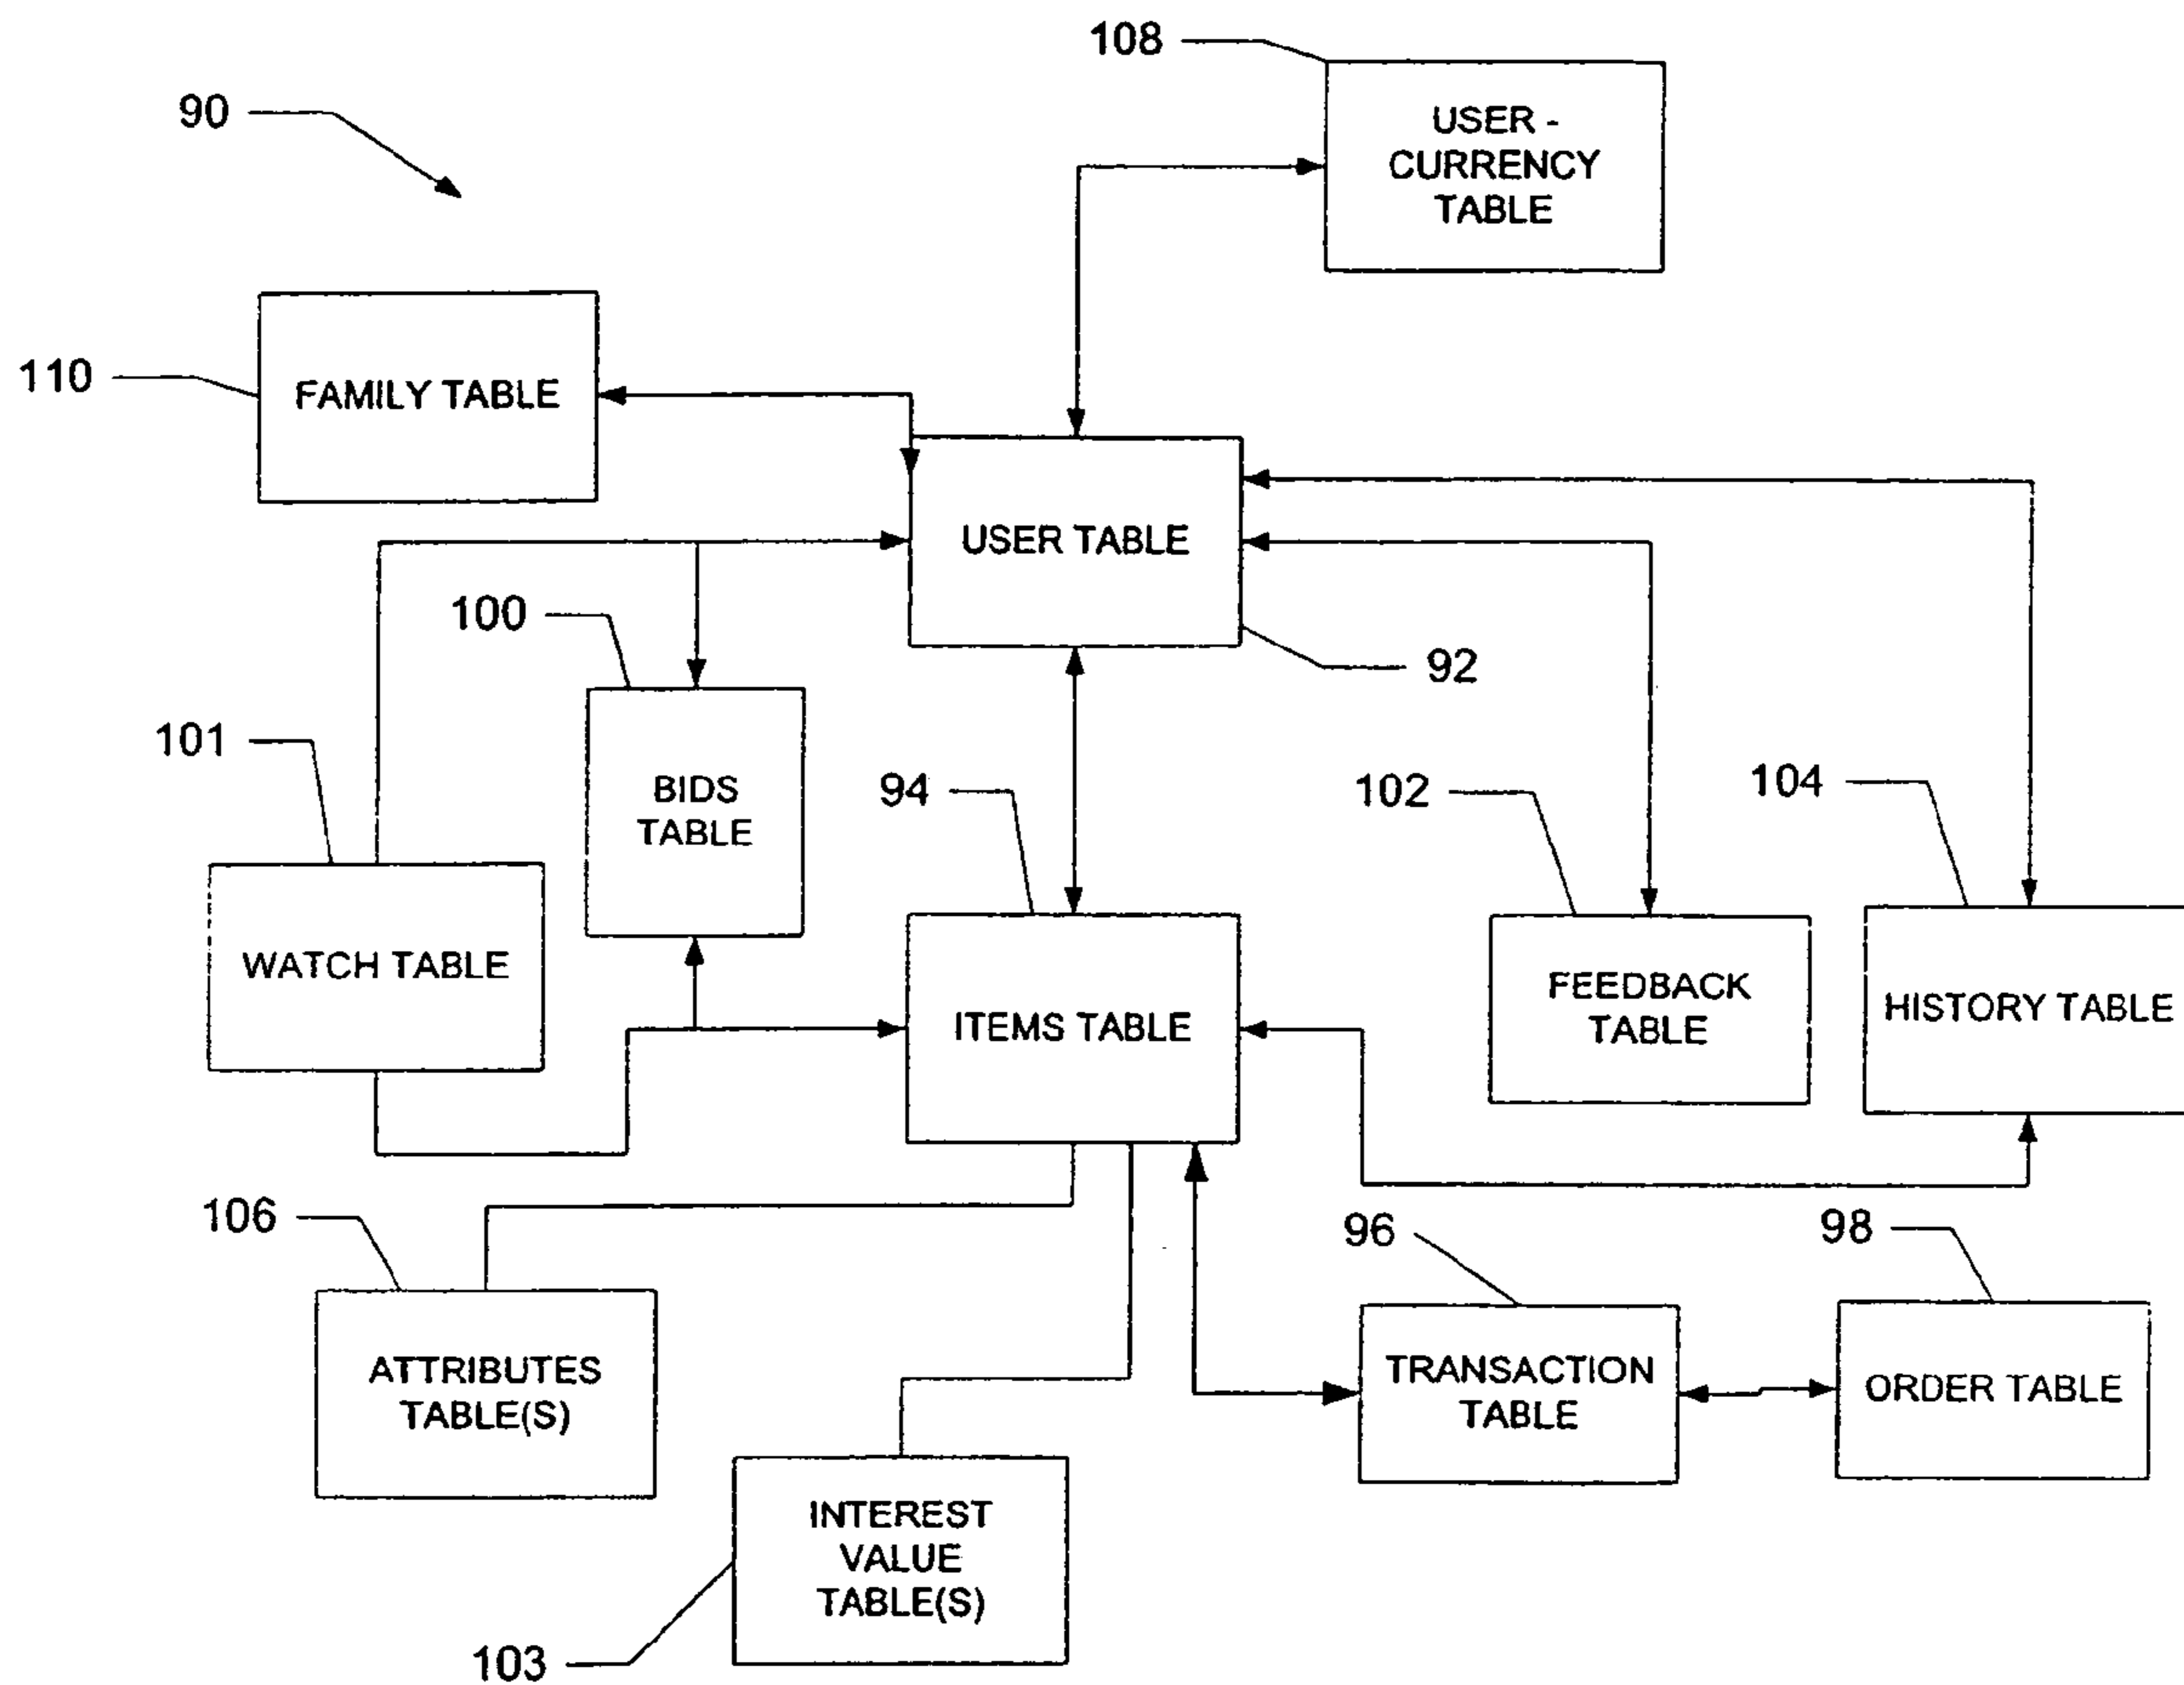 108
USER -
CURRENCY
TABLE
90
110
FAMILY TABLE
USER TABLE
92
100
BIDS
TABLE
101
WATCH TABLE
94
ITEMS TABLE
102
FEEDBACK
TABLE
104
HISTORY TABLE
106
ATTRIBUTES
TABLE(S)
103
INTEREST
VALUE
TABLE(S)
96
TRANSACTION
TABLE
98
ORDER TABLE